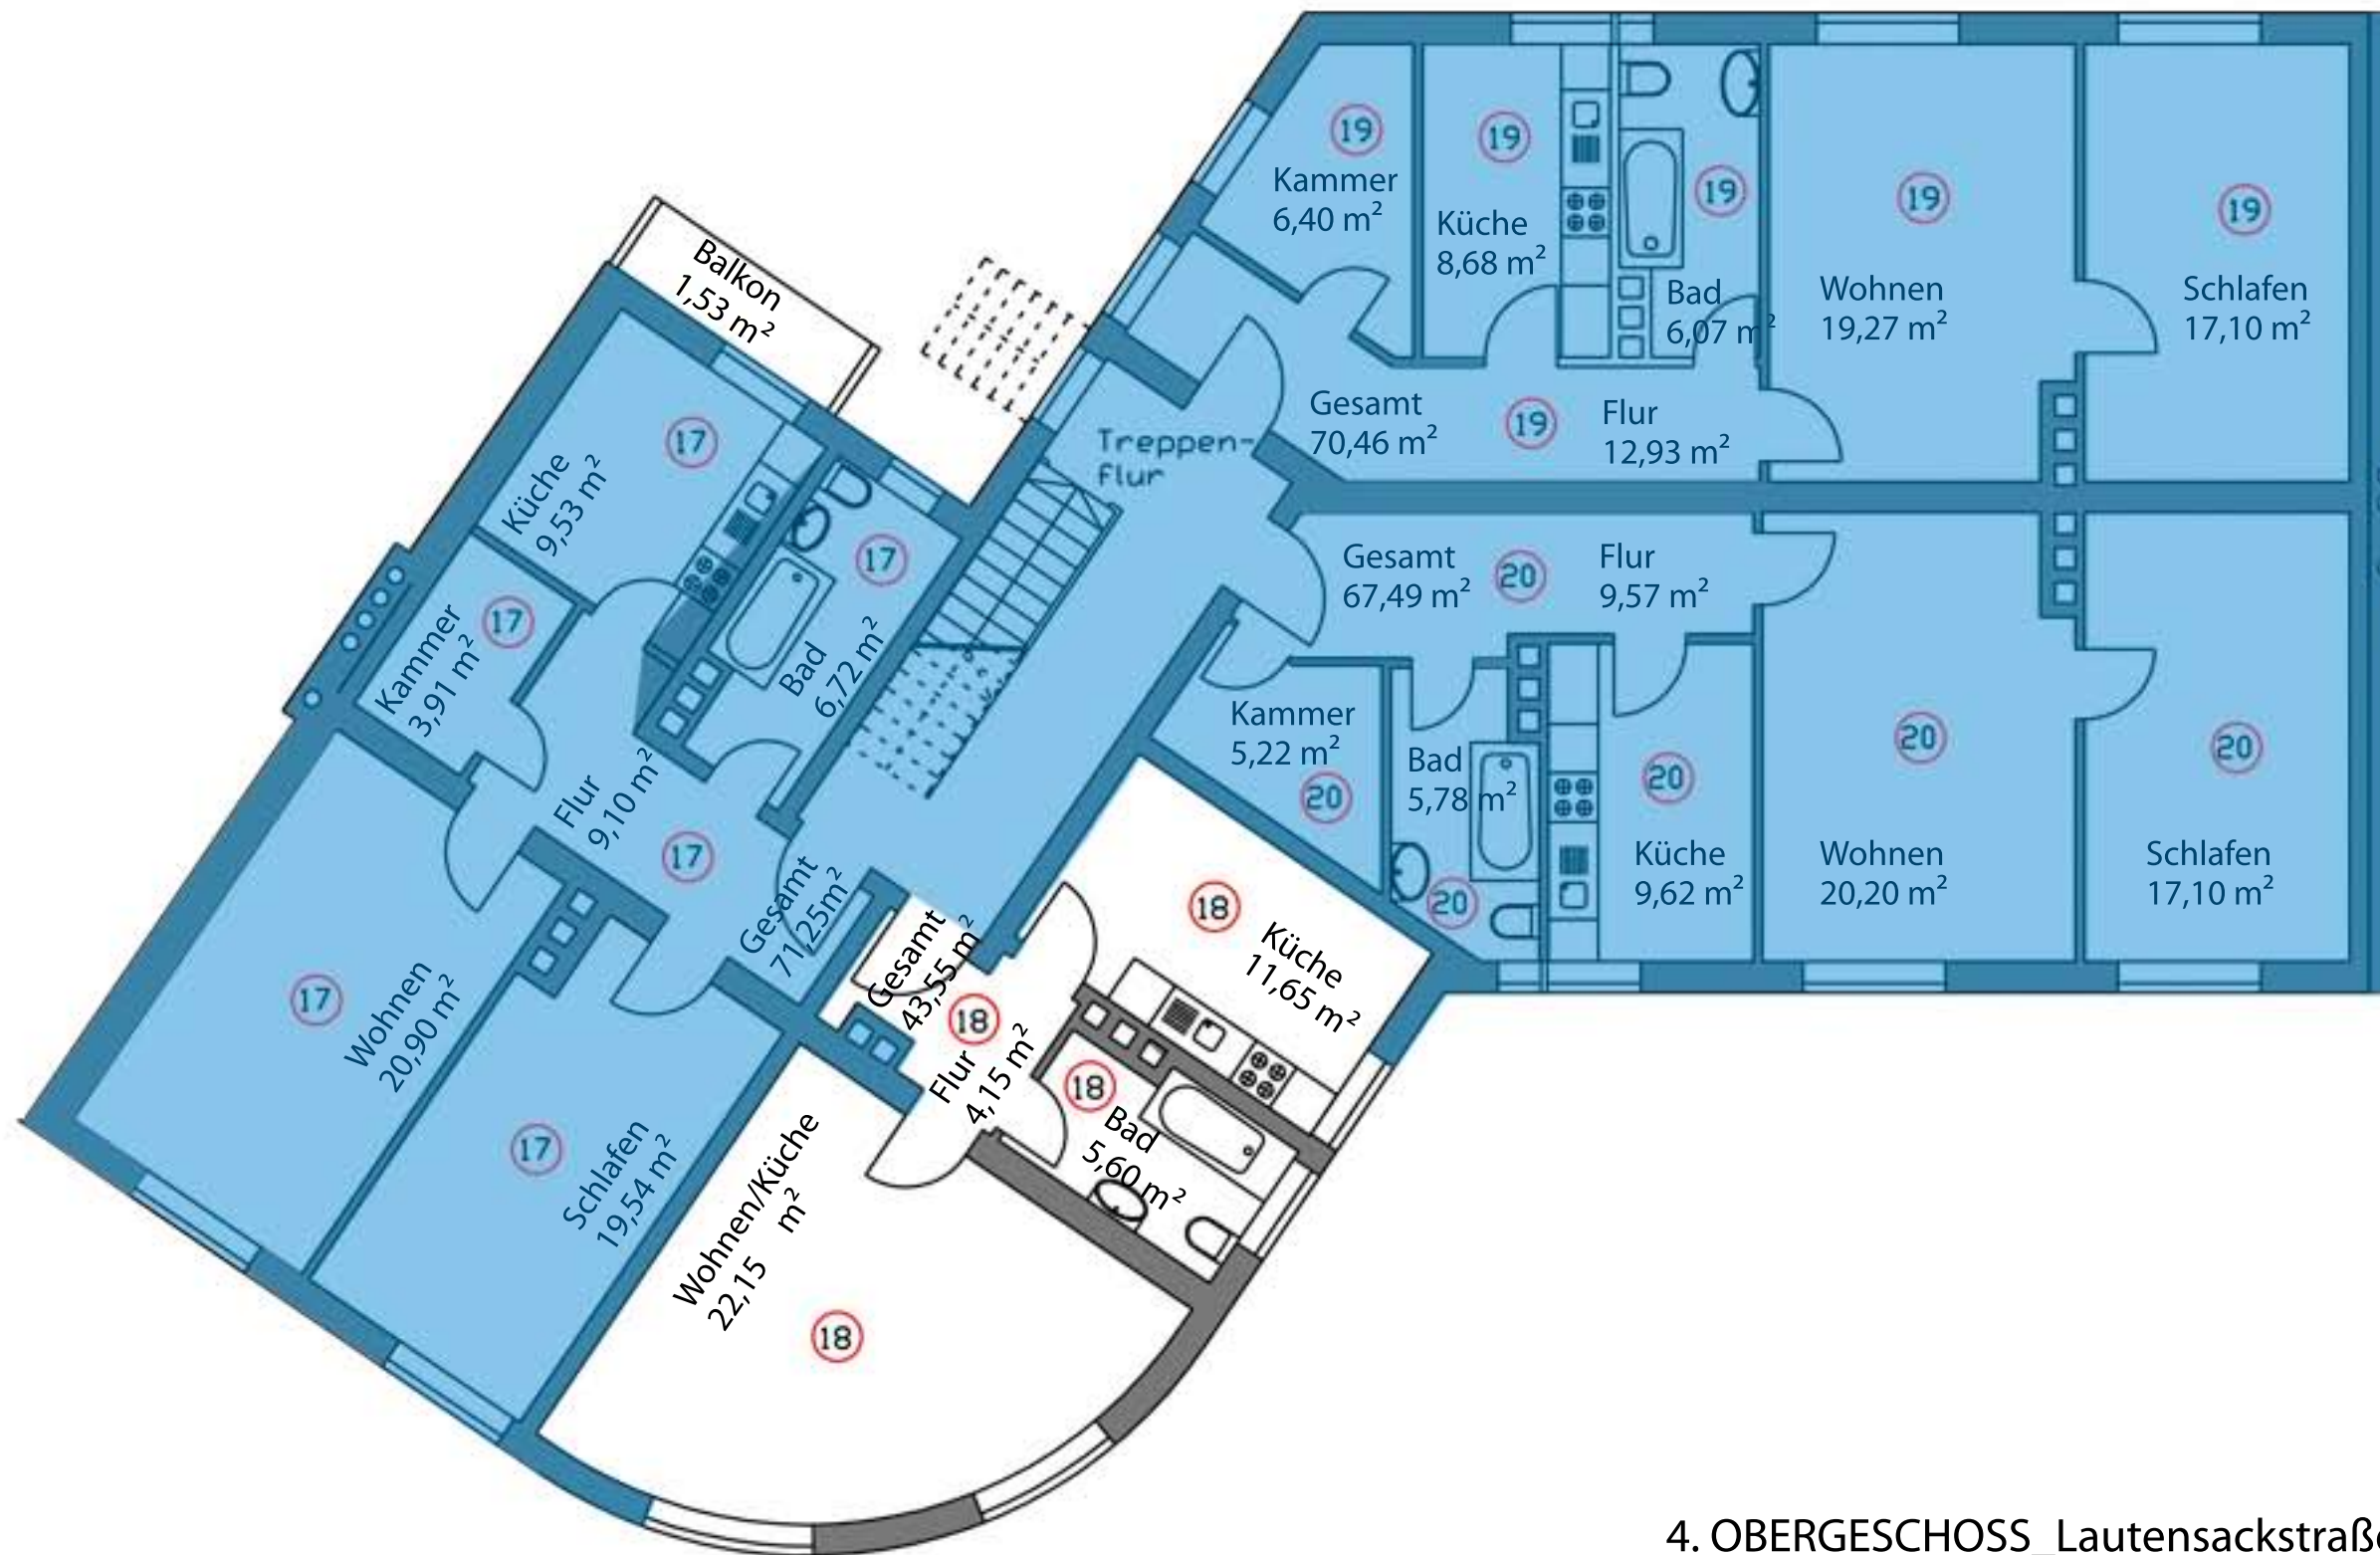 19
Kammer
6,40 m²
19
Küche
8,68 m²
19
Bad
6,07 m²
19
Wohnen
19,27 m²
19
Schlafen
17,10 m²
Gesamt
70,46 m²
19
Flur
12,93 m²
Treppen-
flur
Balkon
1,53 m²
17
Küche
9,53 m²
17
Kammer
3,91 m²
17
Bad
6,72 m²
Flur
9,10 m²
17
Gesamt
71,25m²
17
Wohnen
20,90 m²
17
Schlafen
19,54 m²
Gesamt
67,49 m²
20
Flur
9,57 m²
Kammer
5,22 m²
20
Bad
5,78 m²
20
20
Küche
9,62 m²
20
Wohnen
20,20 m²
20
Schlafen
17,10 m²
Gesamt
43,55 m²
18
Flur
4,15 m²
18
Küche
11,65 m²
18
Bad
5,60 m²
Wohnen/Küche
22,15 m²
18
4. OBERGESCHOSS_Lautensackstraß